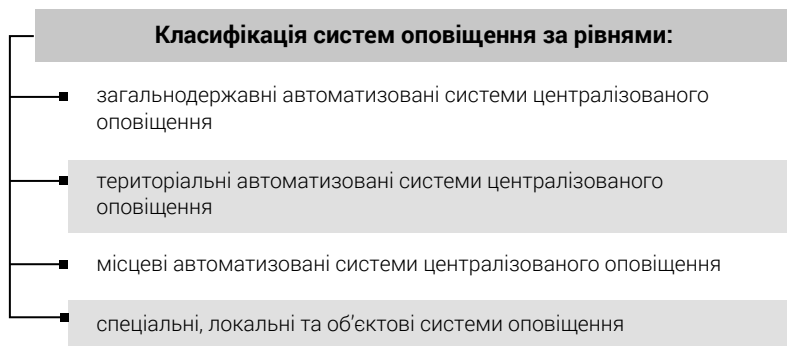 Класифікація систем оповіщення за рівнями:
загальнодержавні автоматизовані системи централізованого
оповіщення
територіальні автоматизовані системи централізованого
оповіщення
місцеві автоматизовані системи централізованого оповіщення
спеціальні, локальні та об’єктові системи оповіщення